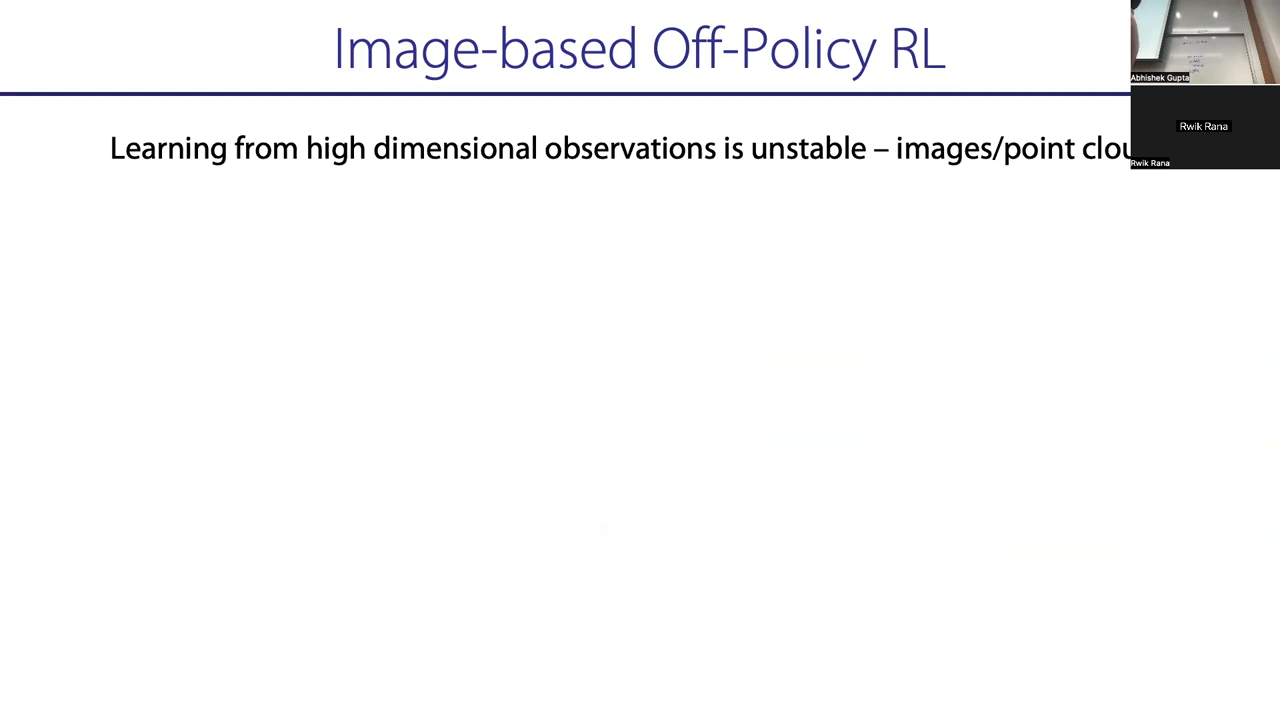 Image-based Off-Policy RL
Learning from high dimensional observations is unstable – images/point clou
Abhishek Gupta
Rwik Rana
Rwik Rana